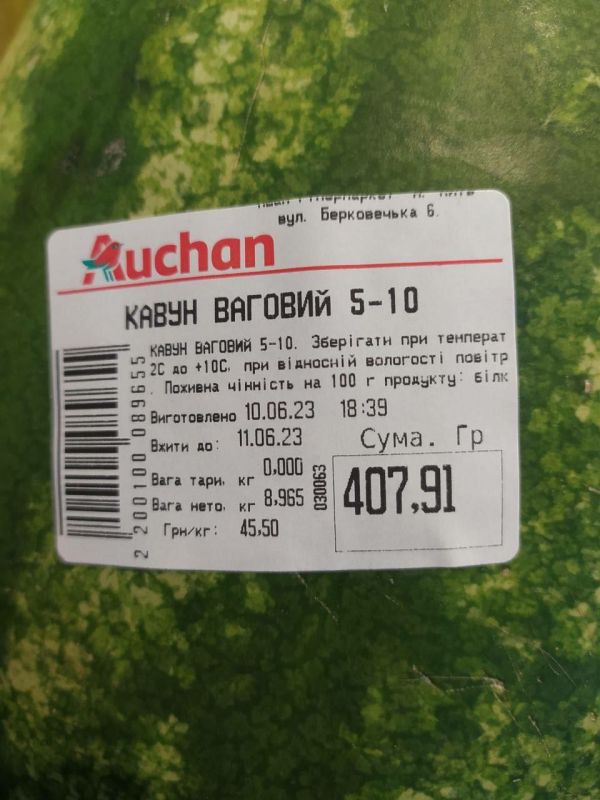 вул. Берковечька 6.
Auchan
КАВУН ВАГОВИЙ 5-10
КАВУН ВАГОВИЙ 5-10. Зберігати при температ
2С до +10С, при відносній вологості повітр
. Поживна чінність на 100 г продукту: білк
Виготовлено 10.06.23 18:39
Вжити до: 11.06.23
Сума. Гр
Вага тари, кг 0,000
Вага нето, кг 8,965
407,91
Грн/кг: 45,50
030063
2 200100 089655